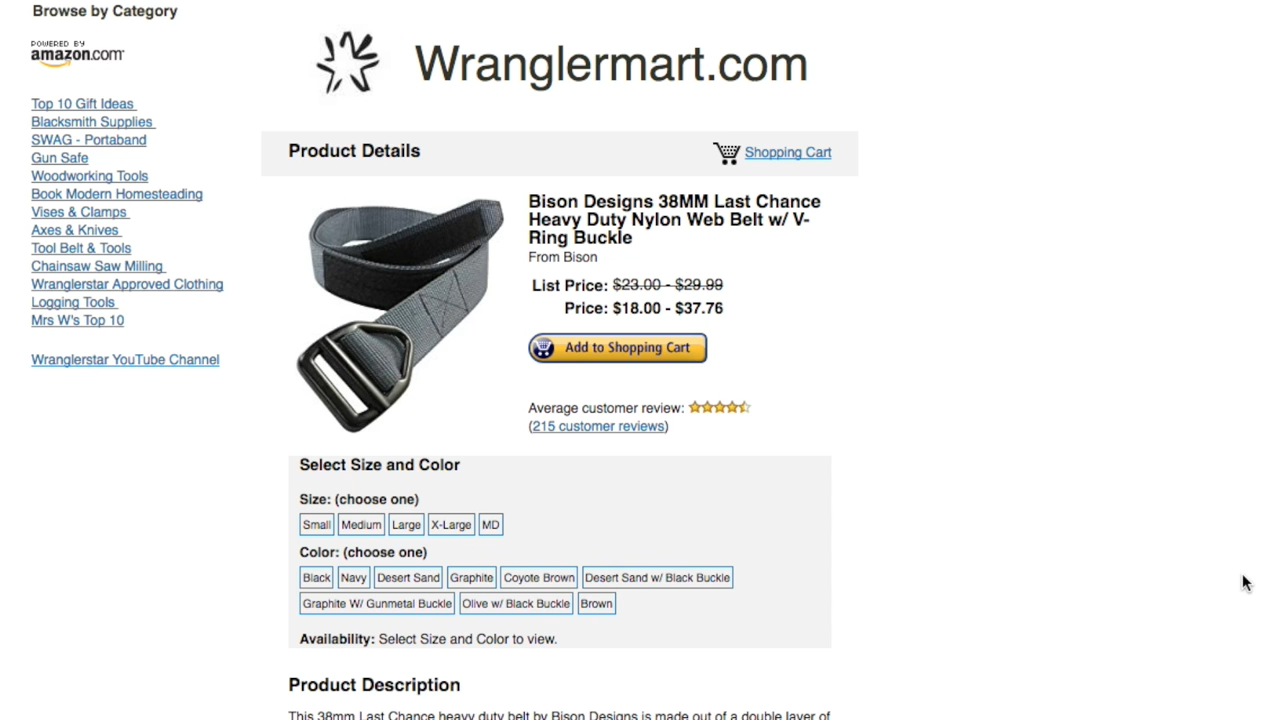 Browse by Category
POWERED BY
amazon.com
Top 10 Gift Ideas
Blacksmith Supplies
SWAG - Portaband
Gun Safe
Woodworking Tools
Book Modern Homesteading
Vises & Clamps
Axes & Knives
Tool Belt & Tools
Chainsaw Saw Milling
Wranglerstar Approved Clothing
Logging Tools
Mrs W's Top 10
Wranglerstar YouTube Channel
Wranglermart.com
Product Details
Shopping Cart
Bison Designs 38MM Last Chance
Heavy Duty Nylon Web Belt w/ V-
Ring Buckle
From Bison
List Price: $23.00 - $29.99
Price: $18.00 - $37.76
Add to Shopping Cart
Average customer review:
(215 customer reviews)
Select Size and Color
Size: (choose one)
Small Medium Large X-Large MD
Color: (choose one)
Black Navy Desert Sand Graphite Coyote Brown Desert Sand w/ Black Buckle
Graphite W/ Gunmetal Buckle Olive w/ Black Buckle Brown
Availability: Select Size and Color to view.
Product Description
This 38mm Last Chance heavy duty belt by Bison Designs is made out of a double layer of